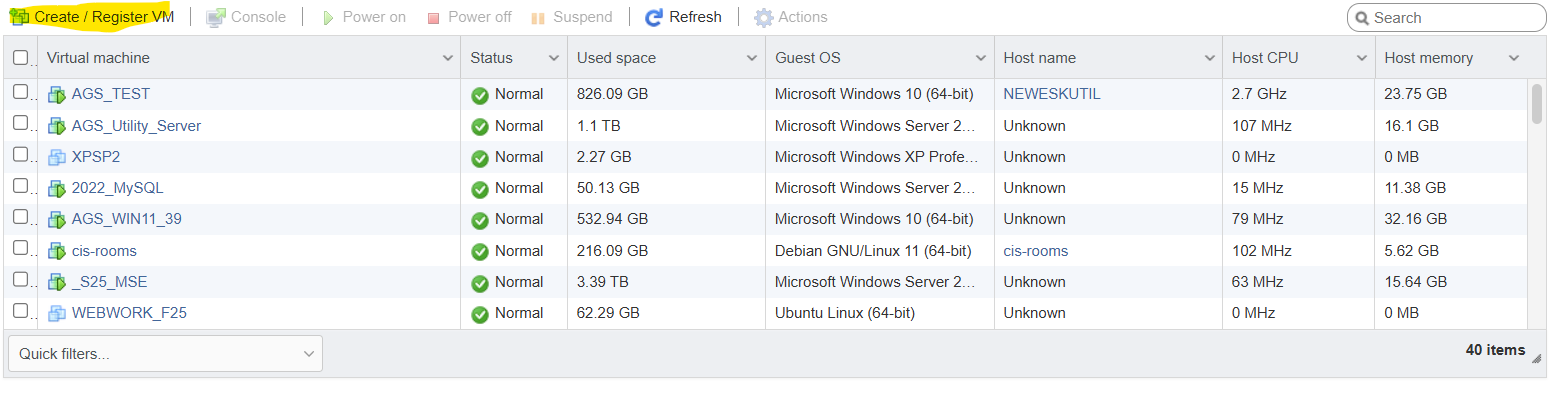 Create / Register VM Console Power on Power off Suspend Refresh Actions Search
Virtual machine Status Used space Guest OS Host name Host CPU Host memory
AGS_TEST Normal 826.09 GB Microsoft Windows 10 (64-bit) NEWESKUTIL 2.7 GHz 23.75 GB
AGS_Utility_Server Normal 1.1 TB Microsoft Windows Server 2... Unknown 107 MHz 16.1 GB
XPSP2 Normal 2.27 GB Microsoft Windows XP Profe... Unknown 0 MHz 0 MB
2022_MySQL Normal 50.13 GB Microsoft Windows Server 2... Unknown 15 MHz 11.38 GB
AGS_WIN11_39 Normal 532.94 GB Microsoft Windows 10 (64-bit) Unknown 79 MHz 32.16 GB
cis-rooms Normal 216.09 GB Debian GNU/Linux 11 (64-bit) cis-rooms 102 MHz 5.62 GB
_S25_MSE Normal 3.39 TB Microsoft Windows Server 2... Unknown 63 MHz 15.64 GB
WEBWORK_F25 Normal 62.29 GB Ubuntu Linux (64-bit) Unknown 0 MHz 0 MB
Quick filters... 40 items